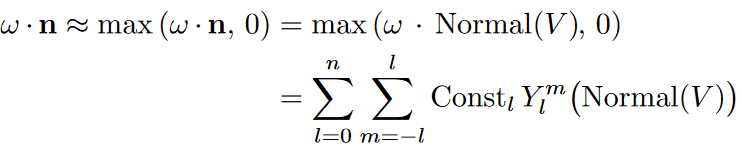 ω · n ≈ max (ω · n, 0) = max (ω · Normal(V), 0)
= ∑_{l=0}^{n} ∑_{m=−l}^{l} Const_l Y_l^m (Normal(V))